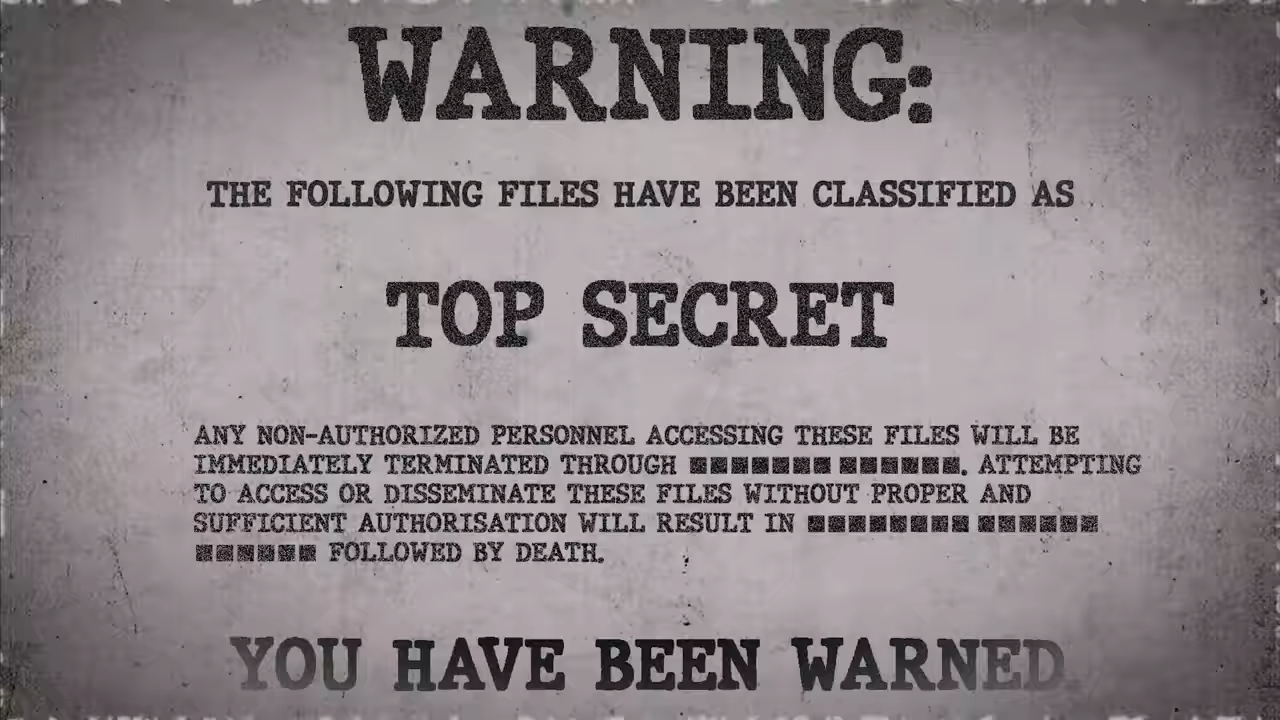 WARNING:
THE FOLLOWING FILES HAVE BEEN CLASSIFIED AS
TOP SECRET
ANY NON-AUTHORIZED PERSONNEL ACCESSING THESE FILES WILL BE
IMMEDIATELY TERMINATED THROUGH ■■■■■■■ ■■■■■■. ATTEMPTING
TO ACCESS OR DISSEMINATE THESE FILES WITHOUT PROPER AND
SUFFICIENT AUTHORISATION WILL RESULT IN ■■■■■■■■ ■■■■■■
■■■■■■ FOLLOWED BY DEATH.
YOU HAVE BEEN WARNED.